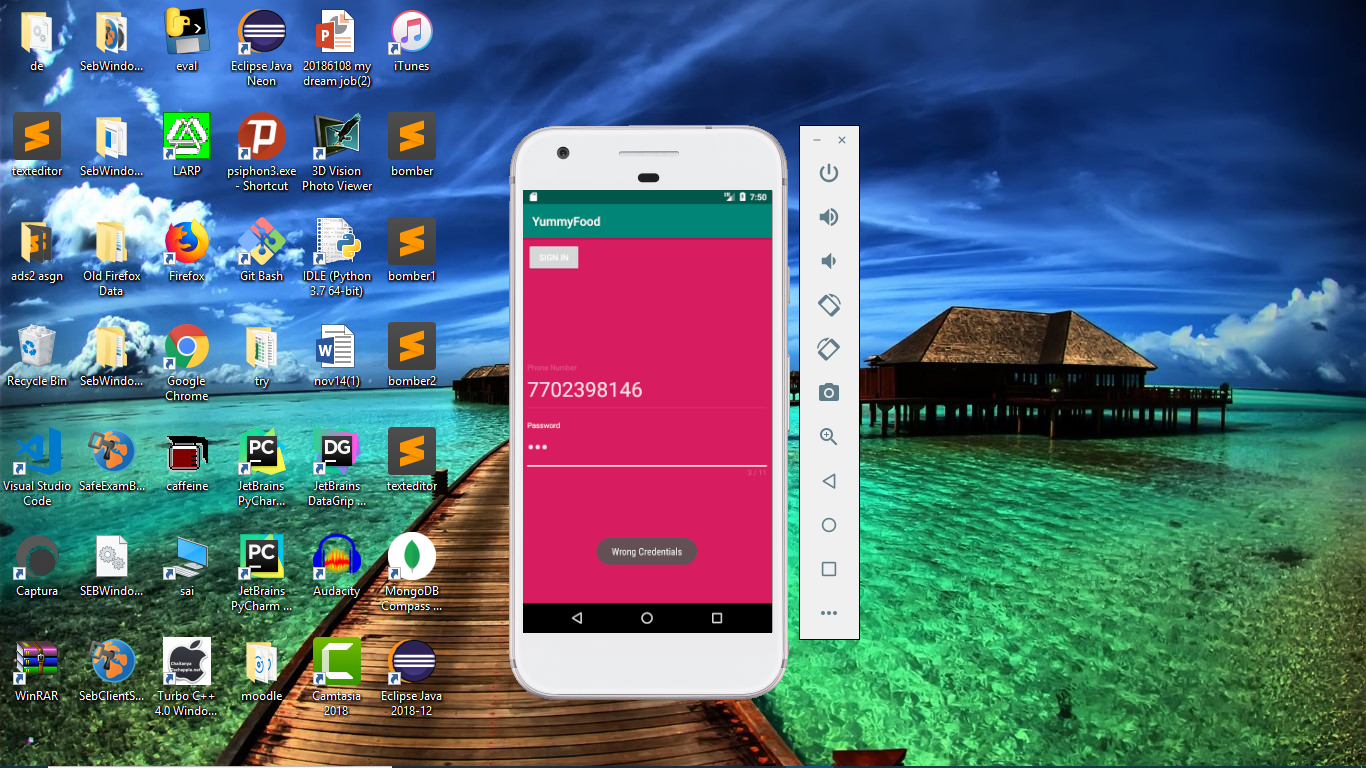 de
SebWindo...
eval
Eclipse Java
Neon
20186108 my
dream job(2)
iTunes
texteditor
SebWindo...
LARP
psiphon3.exe
- Shortcut
3D Vision
Photo Viewer
bomber
ads2 asgn
Old Firefox
Data
Firefox
Git Bash
IDLE (Python
3.7 64-bit)
bomber1
Recycle Bin
SebWindo...
Google
Chrome
try
nov14(1)
bomber2
Visual Studio
Code
SafeExamB...
caffeine
PC
JetBrains
PyChar...
DG
JetBrains
DataGrip ...
texteditor
Captura
SEBWindo...
sai
PC
JetBrains
PyCharm ...
Audacity
MongoDB
Compass ...
WinRAR
SebClientS...
Turbo C++
4.0 Windo...
moodle
Camtasia
2018
Eclipse Java
2018-12
7:50
YummyFood
SIGN IN
Phone Number
7702398146
Password
3 / 11
Wrong Credentials